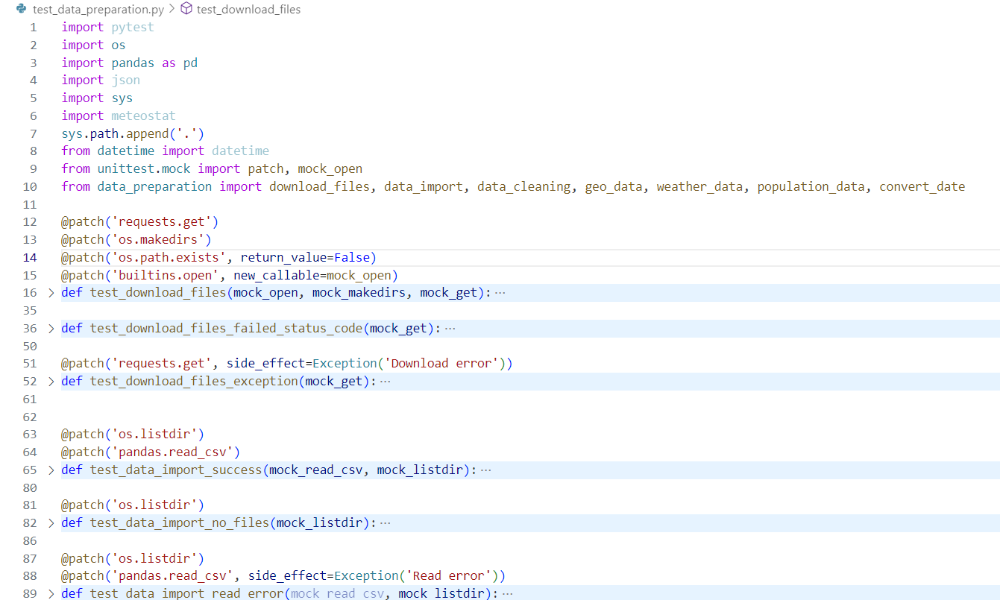 test_data_preparation.py > test_download_files
1 import pytest
2 import os
3 import pandas as pd
4 import json
5 import sys
6 import meteostat
7 sys.path.append('.')
8 from datetime import datetime
9 from unittest.mock import patch, mock_open
10 from data_preparation import download_files, data_import, data_cleaning, geo_data, weather_data, population_data, convert_date
11
12 @patch('requests.get')
13 @patch('os.makedirs')
14 @patch('os.path.exists', return_value=False)
15 @patch('builtins.open', new_callable=mock_open)
16 > def test_download_files(mock_open, mock_makedirs, mock_get): ···
35
36 > def test_download_files_failed_status_code(mock_get): ···
50
51 @patch('requests.get', side_effect=Exception('Download error'))
52 > def test_download_files_exception(mock_get): ···
61
62
63 @patch('os.listdir')
64 @patch('pandas.read_csv')
65 > def test_data_import_success(mock_read_csv, mock_listdir): ···
80
81 @patch('os.listdir')
82 > def test_data_import_no_files(mock_listdir): ···
86
87 @patch('os.listdir')
88 @patch('pandas.read_csv', side_effect=Exception('Read error'))
89 > def test_data_import_read_error(mock_read_csv, mock_listdir): ···